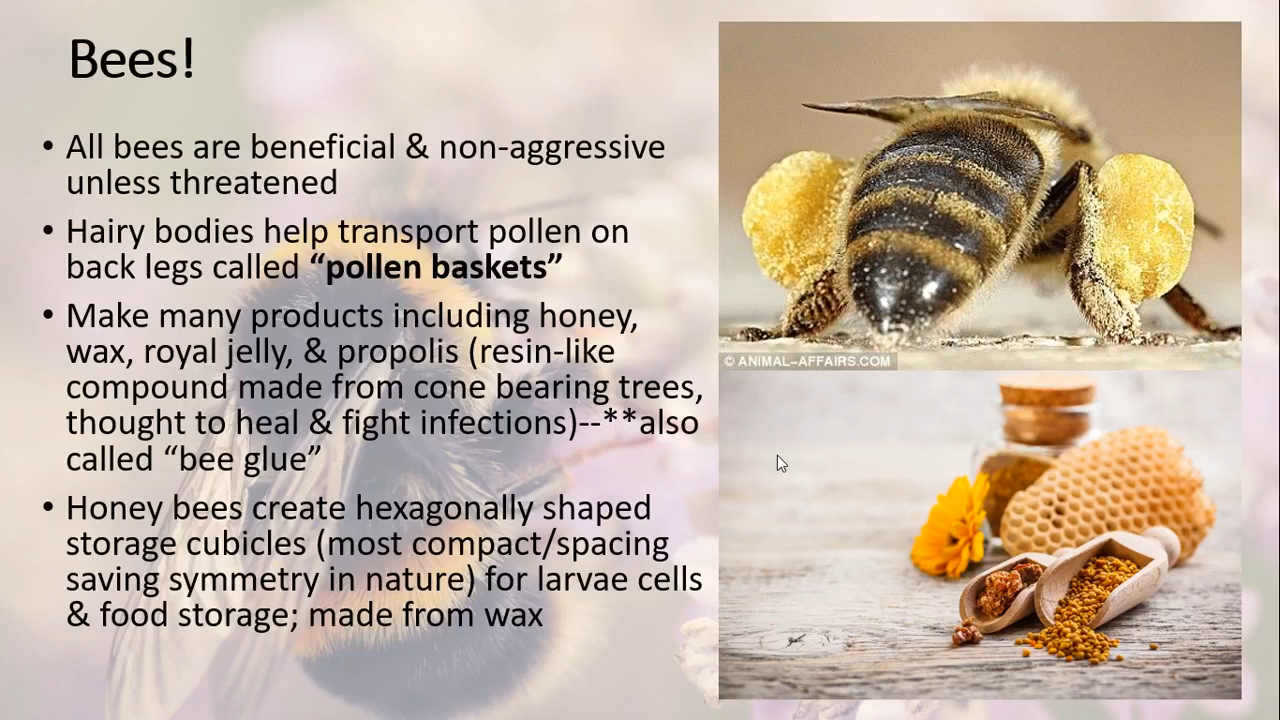 Bees!
• All bees are beneficial & non-aggressive
unless threatened
• Hairy bodies help transport pollen on
back legs called “pollen baskets”
• Make many products including honey,
wax, royal jelly, & propolis (resin-like
compound made from cone bearing trees,
thought to heal & fight infections)--**also
called “bee glue”
• Honey bees create hexagonally shaped
storage cubicles (most compact/spacing
saving symmetry in nature) for larvae cells
& food storage; made from wax
© ANIMAL-AFFAIRS.COM